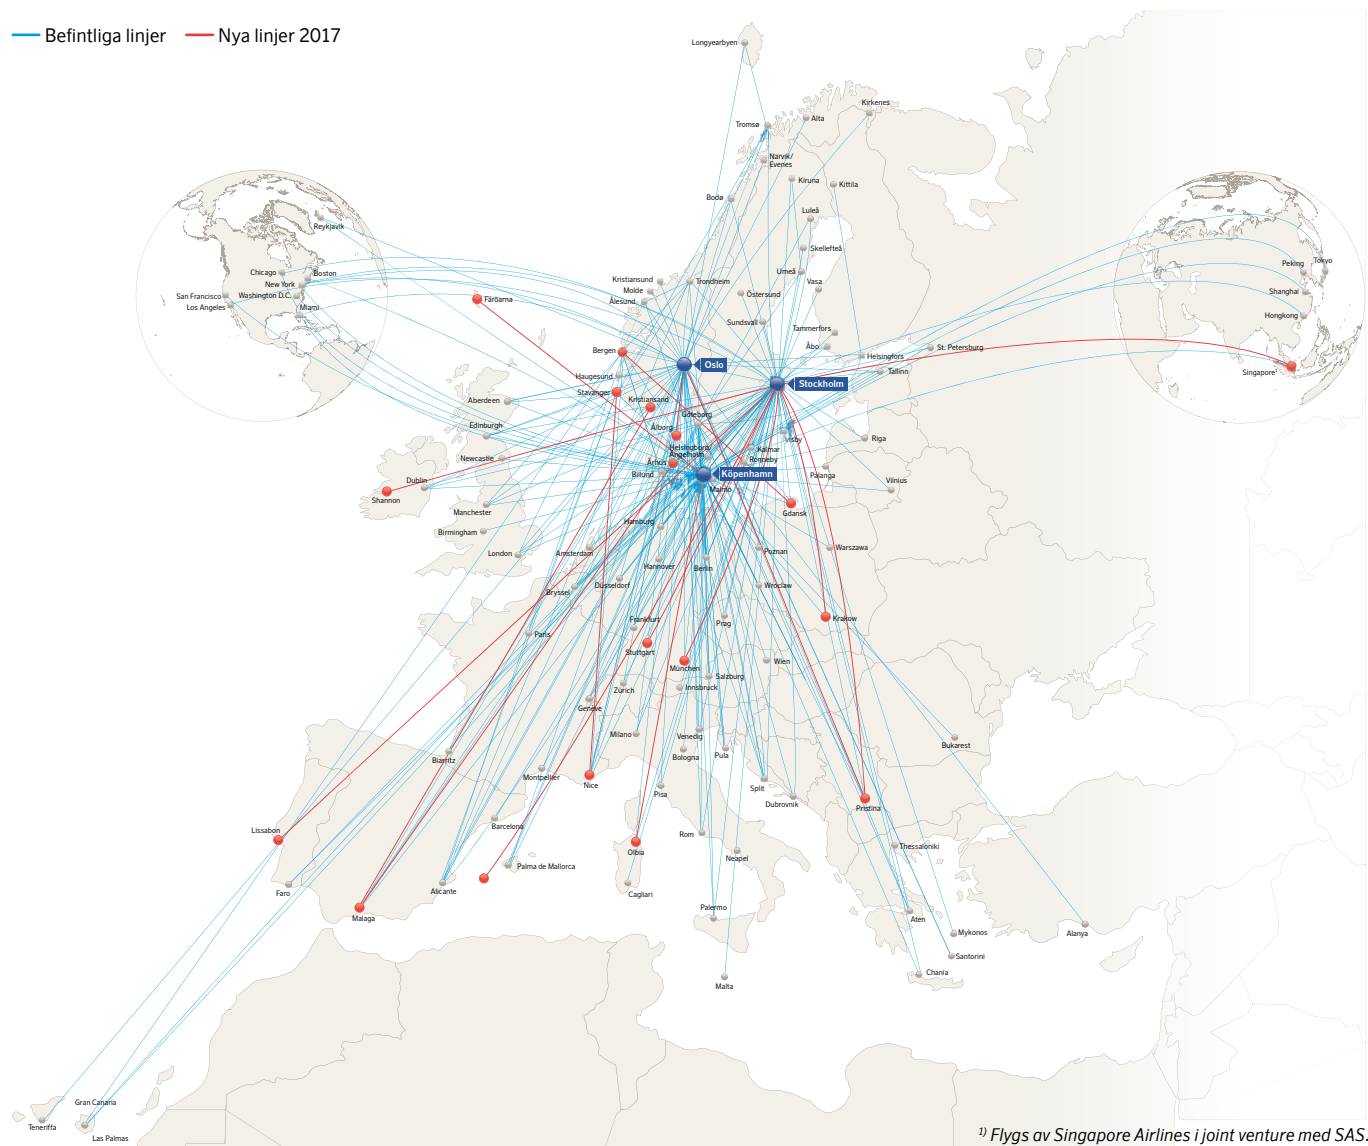 Befintliga linjer
Nya linjer 2017
Longyearbyen
Kirkenes
Tromsø
Alta
Narvik/
Evenes
Kiruna
Kittila
Bodø
Luleå
Reykjavik
Skellefteå
Chicago
Boston
New York
San Francisco
Washington D.C.
Los Angeles
Miami
Kristiansund
Trondheim
Molde
Ålesund
Umeå
Vasa
Östersund
Färöarna
Sundsvall
Tammerfors
Åbo
Helsingfors
St. Petersburg
Tallinn
Peking
Tokyo
Shanghai
Hongkong
Singapore¹
Bergen
Oslo
Haugesund
Stockholm
Stavanger
Kristiansand
Aberdeen
Göteborg
Edinburgh
Ålborg
Visby
Riga
Helsingborg
Ängelholm
Kalmar
Newcastle
Århus
Ronneby
Billund
Köpenhamn
Palanga
Dublin
Malmö
Vilnius
Shannon
Manchester
Gdansk
Hamburg
Birmingham
London
Amsterdam
Poznan
Warszawa
Hannover
Berlin
Düsseldorf
Bryssel
Wroclaw
Frankfurt
Prag
Krakow
Paris
Stuttgart
Wien
München
Salzburg
Zürich
Innsbruck
Genève
Milano
Venedig
Bukarest
Biarritz
Bologna
Pula
Montpellier
Nice
Pisa
Split
Dubrovnik
Pristina
Barcelona
Lissabon
Rom
Olbia
Neapel
Thessaloniki
Palma de Mallorca
Faro
Alicante
Cagliari
Palermo
Malaga
Aten
Mykonos
Alanya
Santorini
Chania
Malta
Gran Canaria
Teneriffa
Las Palmas
¹⁾ Flygs av Singapore Airlines i joint venture med SAS.